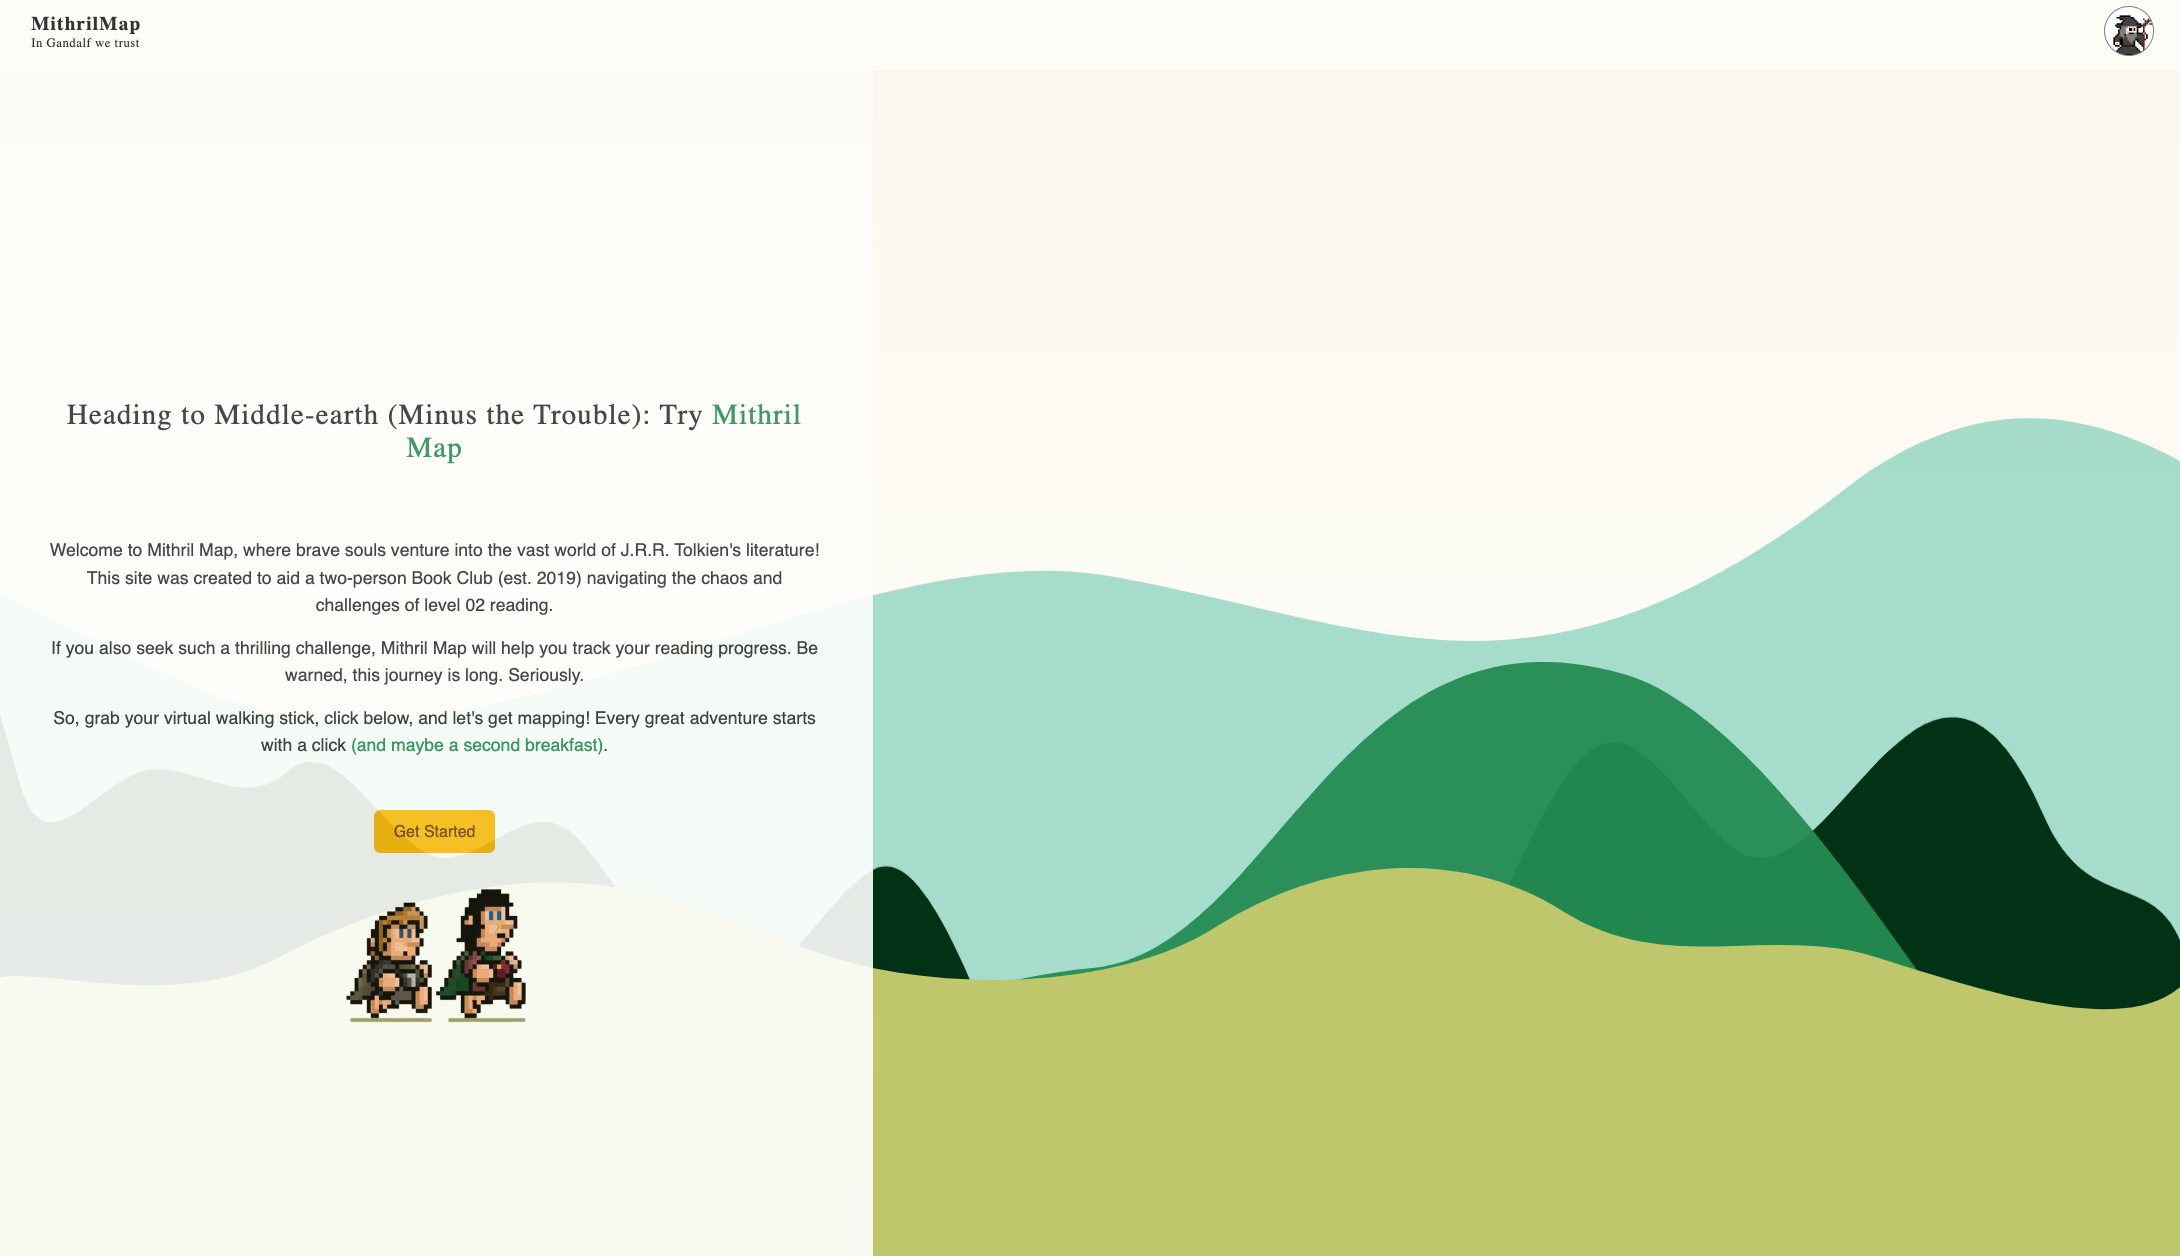 MithrilMap
In Gandalf we trust
Heading to Middle-earth (Minus the Trouble): Try Mithril
Map
Welcome to Mithril Map, where brave souls venture into the vast world of J.R.R. Tolkien's literature!
This site was created to aid a two-person Book Club (est. 2019) navigating the chaos and
challenges of level 02 reading.
If you also seek such a thrilling challenge, Mithril Map will help you track your reading progress. Be
warned, this journey is long. Seriously.
So, grab your virtual walking stick, click below, and let's get mapping! Every great adventure starts
with a click (and maybe a second breakfast).
Get Started